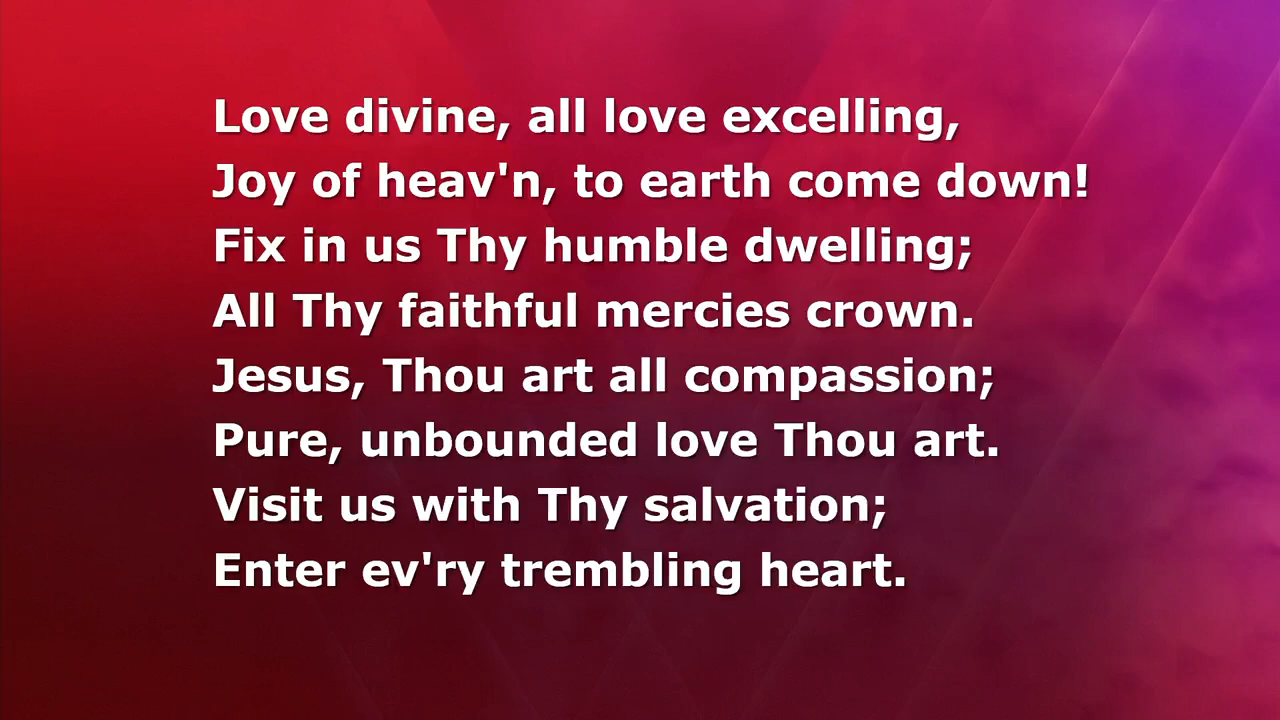 Love divine, all love excelling,
Joy of heav'n, to earth come down!
Fix in us Thy humble dwelling;
All Thy faithful mercies crown.
Jesus, Thou art all compassion;
Pure, unbounded love Thou art.
Visit us with Thy salvation;
Enter ev'ry trembling heart.